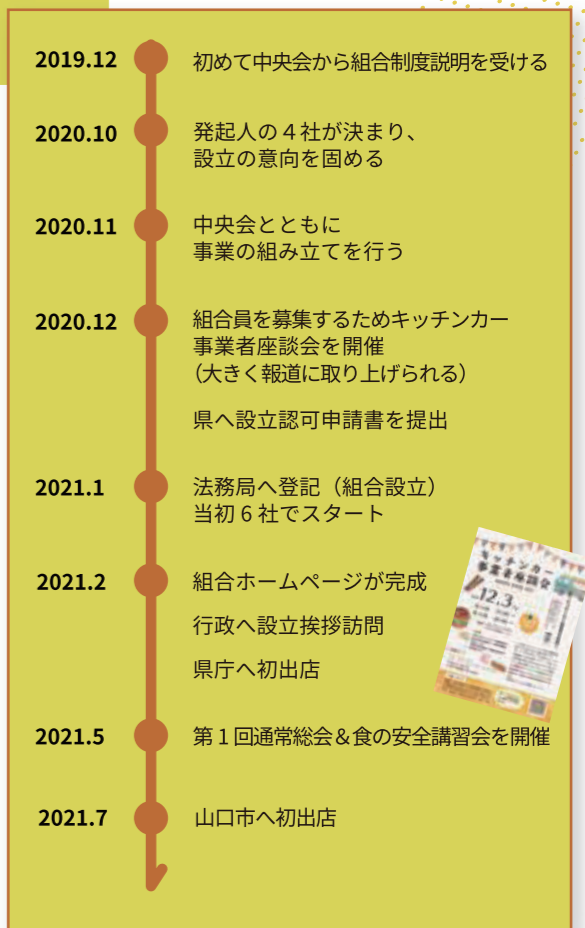 2019.12
初めて中央会から組合制度説明を受ける
2020.10
発起人の４社が決まり、
設立の意向を固める
2020.11
中央会とともに
事業の組み立てを行う
2020.12
組合員を募集するためキッチンカー
事業者座談会を開催
（大きく報道に取り上げられる）
県へ設立認可申請書を提出
2021.1
法務局へ登記（組合設立）
当初６社でスタート
2021.2
組合ホームページが完成
行政へ設立挨拶訪問
県庁へ初出店
キッチンカー
事業者座談会
12.3
2021.5
第１回通常総会＆食の安全講習会を開催
2021.7
山口市へ初出店